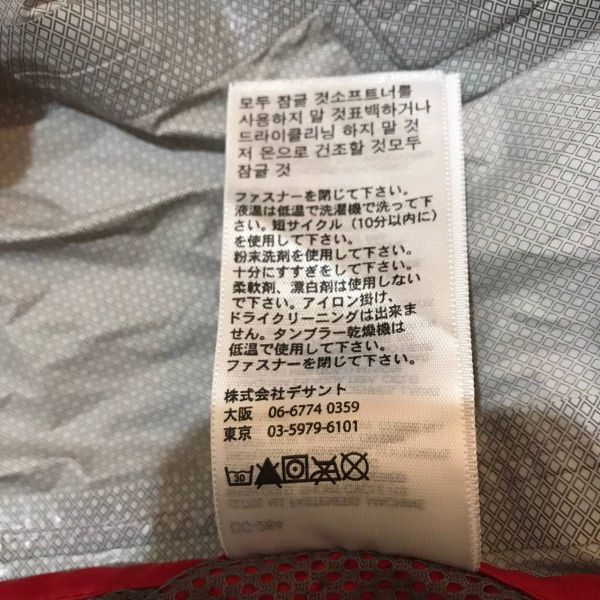 모두 잠글 것소프트너를
사용하지 말 것표백하거나
드라이클리닝 하지 말 것
저 온으로 건조할 것모두
잠글 것
ファスナーを閉じて下さい。
液温は低温で洗濯機で洗って下
さい。短サイクル（10分以内に）
を使用して下さい。
粉末洗剤を使用して下さい。
十分にすすぎをして下さい。
柔軟剤、漂白剤は使用しない
で下さい。アイロン掛け、
ドライクリーニングは出来ま
せん。タンブラー乾燥機は
低温で使用して下さい。
ファスナーを閉じて下さい。
株式会社デサント
大阪 06-6774 0359
東京 03-5979-6101
30